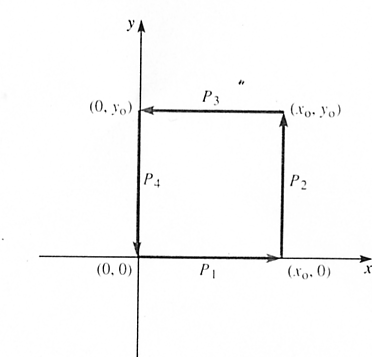 y
(0, y₀)
P₃
(x₀, y₀)
P₄
P₂
(0, 0)
P₁
(x₀, 0)
x